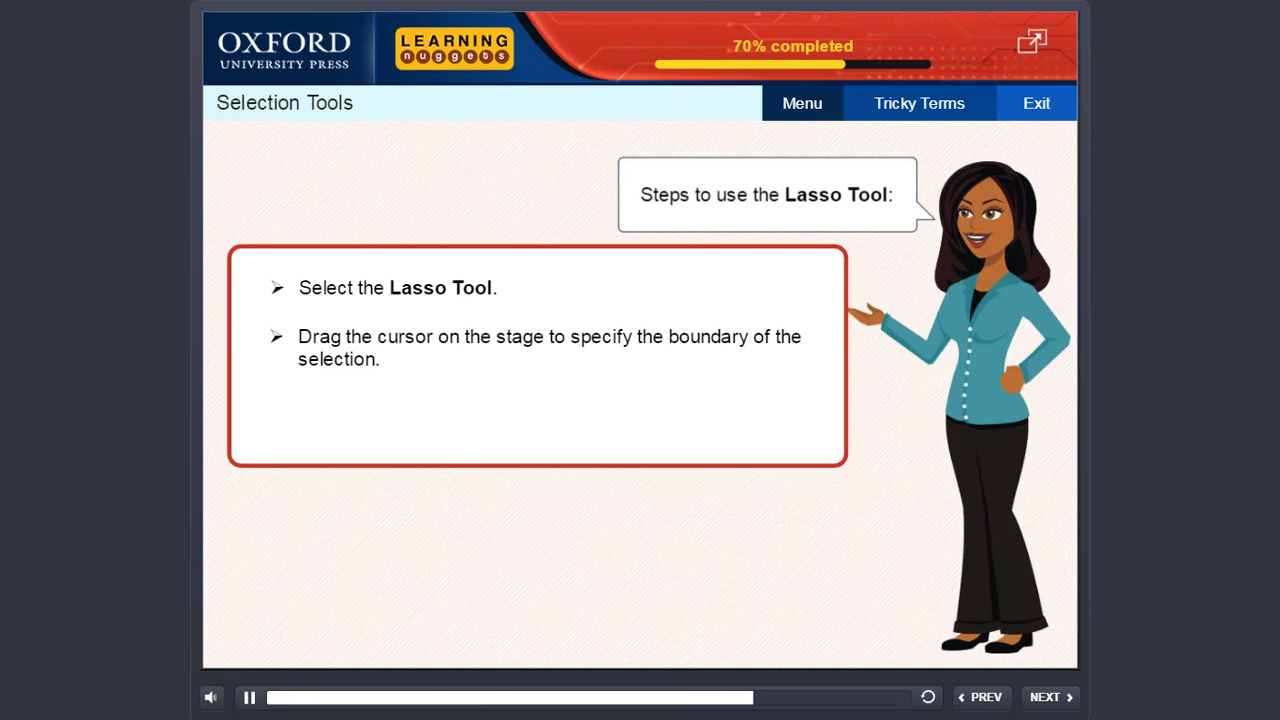 OXFORD
UNIVERSITY PRESS
LEARNING
nuggets
70% completed
Selection Tools
Menu
Tricky Terms
Exit
Steps to use the Lasso Tool:
➢ Select the Lasso Tool.
➢ Drag the cursor on the stage to specify the boundary of the
selection.
PREV
NEXT